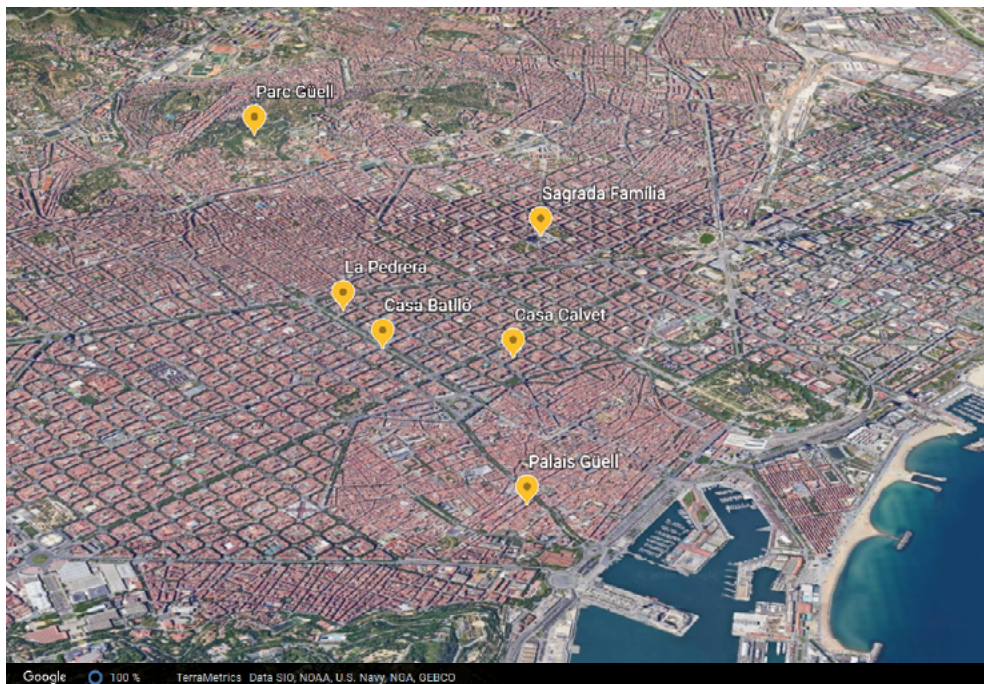 Parc Güell
Sagrada Família
La Pedrera
Casa Batlló
Casa Calvet
Palais Güell
Google 100 % TerraMetrics Data SIO, NOAA, U.S. Navy, NGA, GEBCO